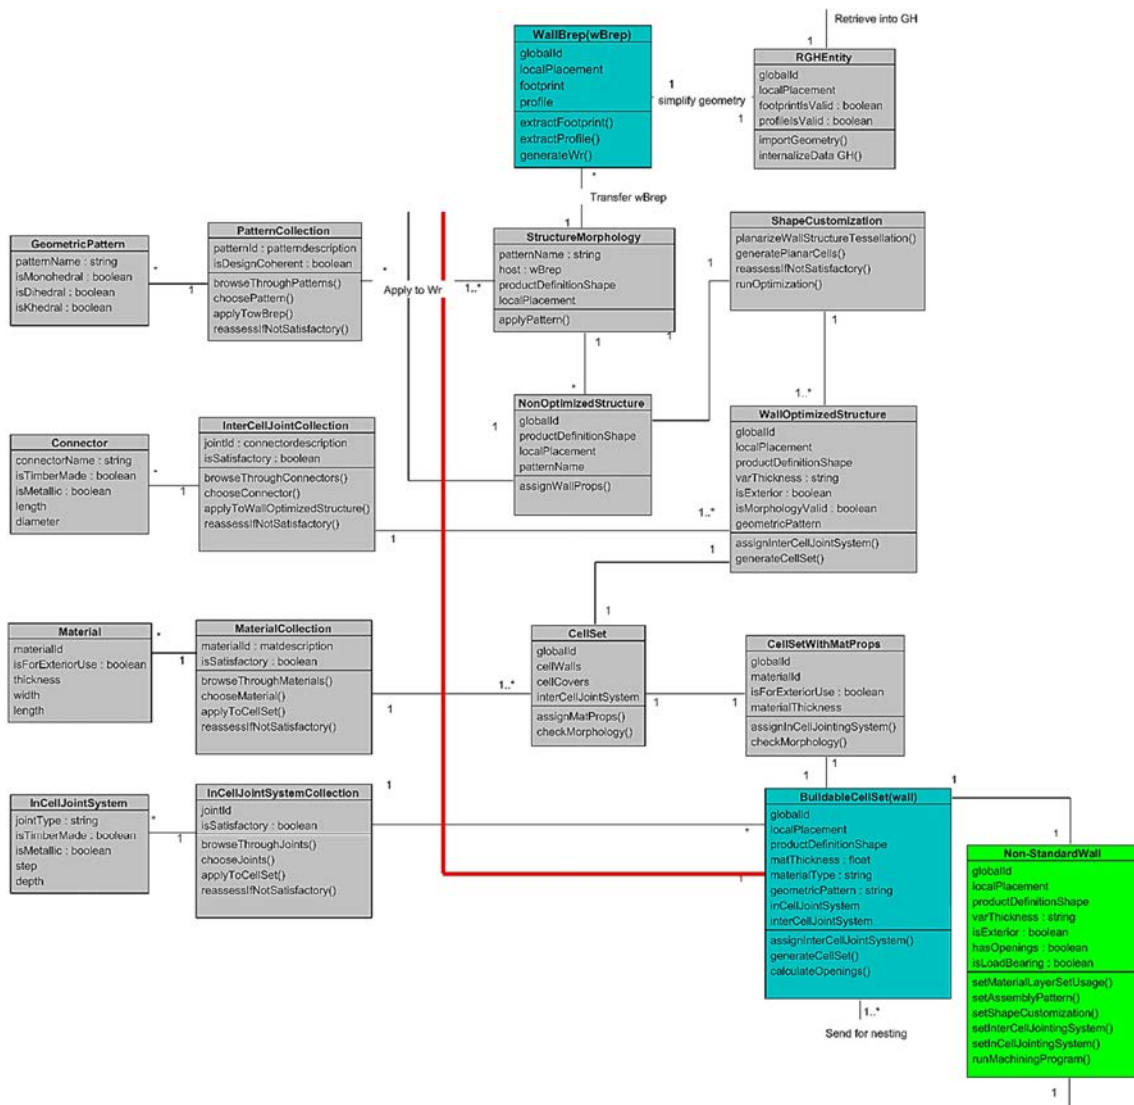 Retrieve into GH
1
WallBrep(wBrep)
globalId
localPlacement
footprint
profile
extractFootprint()
extractProfile()
generateWr()
1
simplify geometry
1
RGHEntity
globalId
localPlacement
footprintIsValid : boolean
profileIsValid : boolean
importGeometry()
internalizeData GH()
*
Transfer wBrep
1
GeometricPattern
patternName : string
isMonohedral : boolean
isDihedral : boolean
isKhedral : boolean
*
1
PatternCollection
patternId : patterndescription
isDesignCoherent : boolean
browseThroughPatterns()
choosePattern()
applyTowBrep()
reassessIfNotSatisfactory()
*
Apply to Wr
1..*
StructureMorphology
patternName : string
host : wBrep
productDefinitionShape
localPlacement
applyPattern()
1
1
ShapeCustomization
planarizeWallStructureTessellation()
generatePlanarCells()
reassessIfNotSatisfactory()
runOptimization()
1
1
*
1..*
NonOptimizedStructure
globalId
productDefinitionShape
localPlacement
patternName
assignWallProps()
1
WallOptimizedStructure
globalId
localPlacement
productDefinitionShape
varThickness : string
isExterior : boolean
isMorphologyValid : boolean
geometricPattern
assignInterCellJointSystem()
generateCellSet()
1..*
1
Connector
connectorName : string
isTimberMade : boolean
isMetallic : boolean
length
diameter
*
1
InterCellJointCollection
jointId : connectordescription
isSatisfactory : boolean
browseThroughConnectors()
chooseConnector()
applyToWallOptimizedStructure()
reassessIfNotSatisfactory()
1
1
Material
materialId
isForExteriorUse : boolean
thickness
width
length
*
1
MaterialCollection
materialId : matdescription
isSatisfactory : boolean
browseThroughMaterials()
chooseMaterial()
applyToCellSet()
reassessIfNotSatisfactory()
1
1..*
CellSet
globalId
cellWalls
cellCovers
interCellJointSystem
assignMatProps()
checkMorphology()
1
1
CellSetWithMatProps
globalId
materialId
isForExteriorUse : boolean
materialThickness
assignInCellJointingSystem()
checkMorphology()
1
1
InCellJointSystem
jointType : string
isTimberMade : boolean
isMetallic : boolean
step
depth
*
1
InCellJointSystemCollection
jointId
isSatisfactory : boolean
browseThroughJoints()
chooseJoints()
applyToCellSet()
reassessIfNotSatisfactory()
1
*
1
BuildableCellSet(wall)
globalId
localPlacement
productDefinitionShape
matThickness : float
materialType : string
geometricPattern : string
inCellJointSystem
interCellJointSystem
assignInterCellJointSystem()
generateCellSet()
calculateOpenings()
1
1
1..*
Send for nesting
Non-StandardWall
globalId
localPlacement
productDefinitionShape
varThickness : string
isExterior : boolean
hasOpenings : boolean
isLoadBearing : boolean
setMaterialLayerSetUsage()
setAssemblyPattern()
setShapeCustomization()
setInterCellJointingSystem()
setInCellJointingSystem()
runMachiningProgram()
1